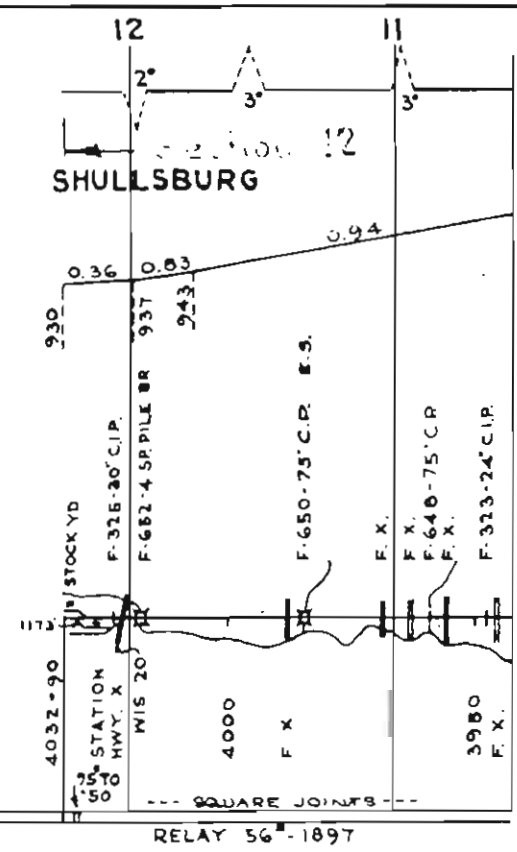 12 11
2° 3° 3°
12
SHULLSBURG
0.36 0.83 0.94
930 937 943
STOCK YD
F-326-30" C.I.P.
F-652-4 SP. PILE BR
F-650-75' C.P. E.S.
F. X.
F. X.
F-648-75' C.P.
F. X.
F-323-24" C.I.P.
1173'
4032+90
STATION
HWY. X
WIS 20
4000
F X
3980
F. X.
75 TO
50
--- SQUARE JOINTS ---
RELAY 56#-1897